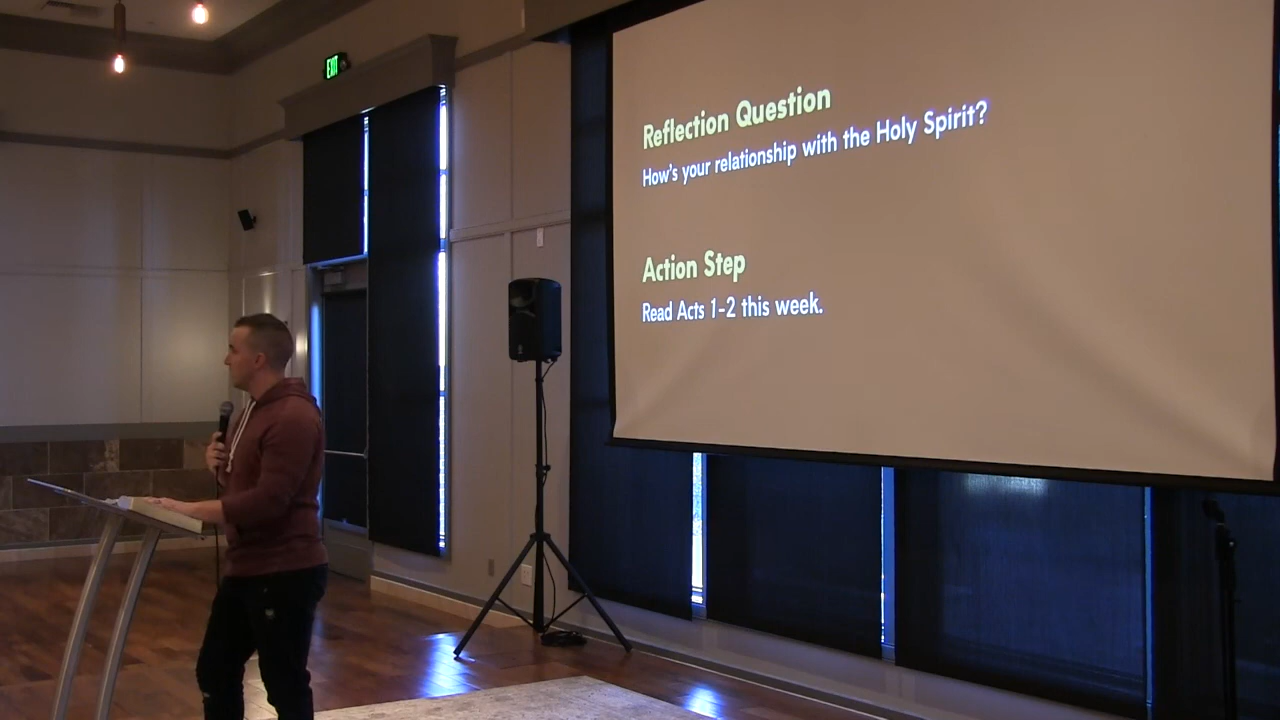 EXIT
Reflection Question
How's your relationship with the Holy Spirit?
Action Step
Read Acts 1-2 this week.